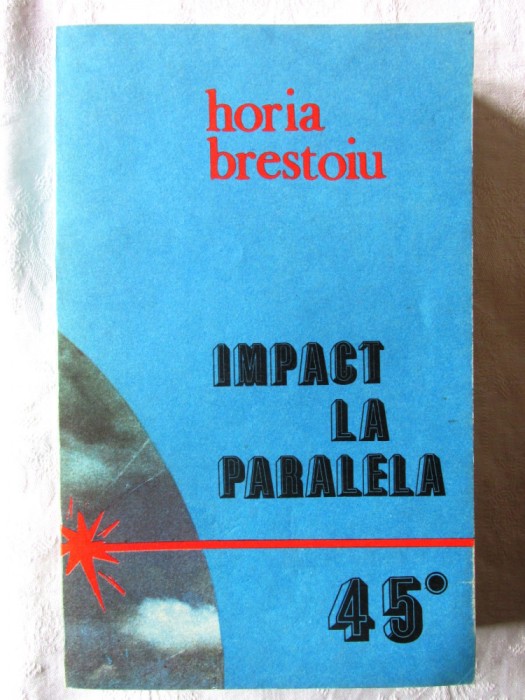 horia
brestoiu
IMPACT
LA
PARALELA
45°